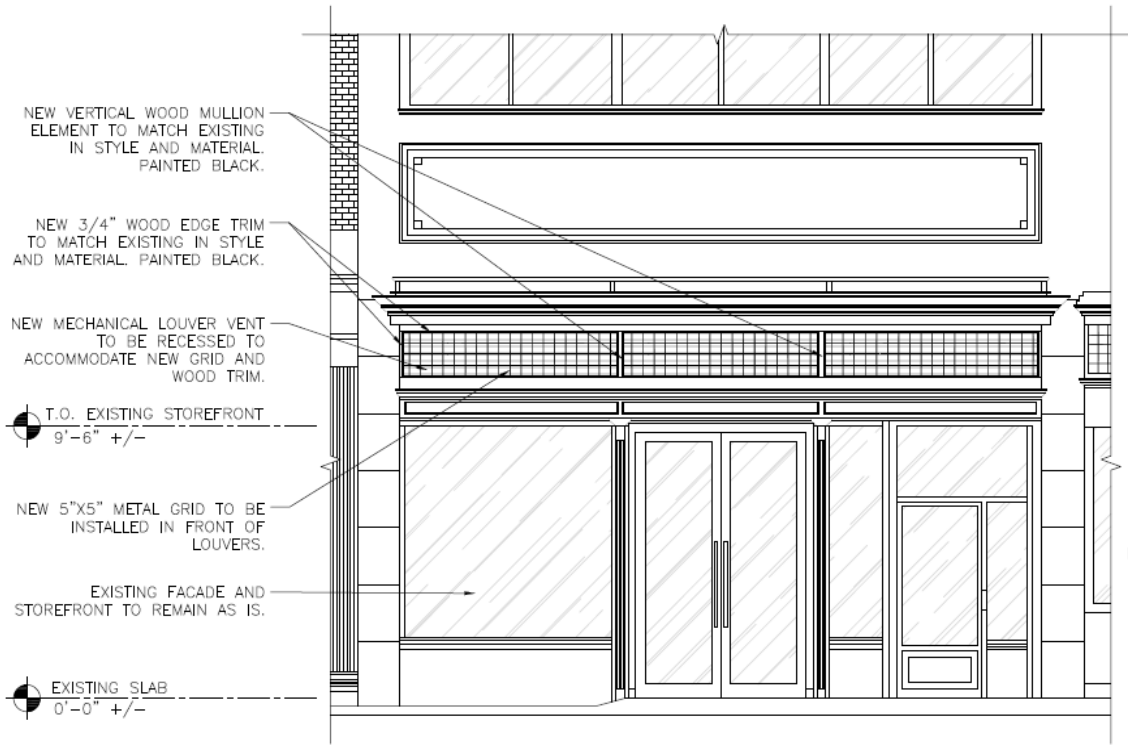 NEW VERTICAL WOOD MULLION
ELEMENT TO MATCH EXISTING
IN STYLE AND MATERIAL.
PAINTED BLACK.
NEW 3/4" WOOD EDGE TRIM
TO MATCH EXISTING IN STYLE
AND MATERIAL. PAINTED BLACK.
NEW MECHANICAL LOUVER VENT
TO BE RECESSED TO
ACCOMMODATE NEW GRID AND
WOOD TRIM.
T.O. EXISTING STOREFRONT
9'-6" +/-
NEW 5"X5" METAL GRID TO BE
INSTALLED IN FRONT OF
LOUVERS.
EXISTING FACADE AND
STOREFRONT TO REMAIN AS IS.
EXISTING SLAB
0'-0" +/-